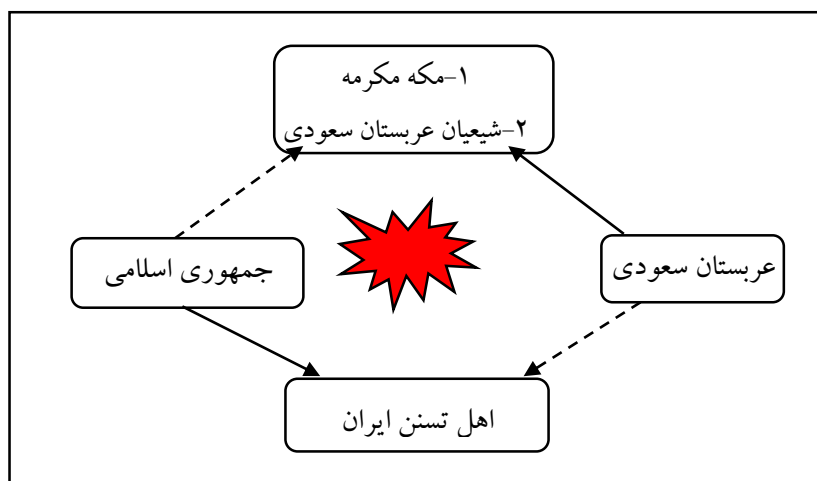 ۱-مکه مکرمه
۲-شیعیان عربستان سعودی
عربستان سعودی
جمهوری اسلامی
اهل تسنن ایران